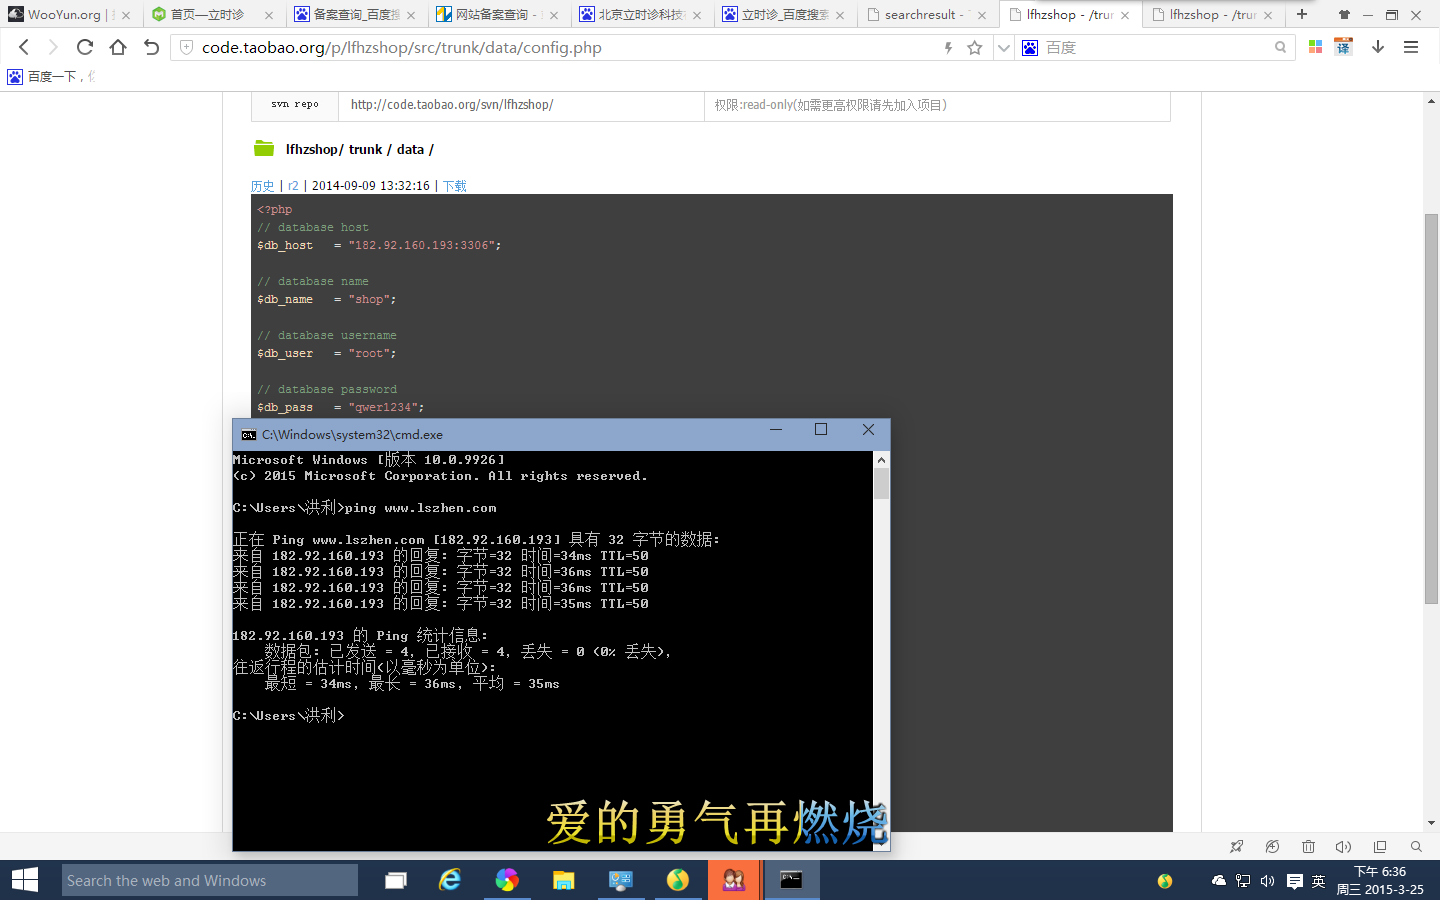 WooYun.org |
首页—立时诊
备案查询_百度搜
网站备案查询 -
北京立时诊科技
立时诊_百度搜索
searchresult -
lfhzshop - /trun
lfhzshop - /trun
code.taobao.org/p/lfhzshop/src/trunk/data/config.php
百度
译
百度一下，
svn repo
http://code.taobao.org/svn/lfhzshop/
权限:read-only(如需更高权限请先加入项目)
lfhzshop/ trunk / data /
历史 | r2 | 2014-09-09 13:32:16 | 下载
<?php
// database host
$db_host = "182.92.160.193:3306";
// database name
$db_name = "shop";
// database username
$db_user = "root";
// database password
$db_pass = "qwer1234";
C:\Windows\system32\cmd.exe
Microsoft Windows [版本 10.0.9926]
(c) 2015 Microsoft Corporation. All rights reserved.
C:\Users\洪利>ping www.lszhen.com
正在 Ping www.lszhen.com [182.92.160.193] 具有 32 字节的数据:
来自 182.92.160.193 的回复: 字节=32 时间=34ms TTL=50
来自 182.92.160.193 的回复: 字节=32 时间=36ms TTL=50
来自 182.92.160.193 的回复: 字节=32 时间=36ms TTL=50
来自 182.92.160.193 的回复: 字节=32 时间=35ms TTL=50
182.92.160.193 的 Ping 统计信息:
数据包: 已发送 = 4, 已接收 = 4, 丢失 = 0 (0% 丢失),
往返行程的估计时间(以毫秒为单位):
最短 = 34ms, 最长 = 36ms, 平均 = 35ms
C:\Users\洪利>
爱的勇气再燃烧
Search the web and Windows
英
下午 6:36
周三 2015-3-25